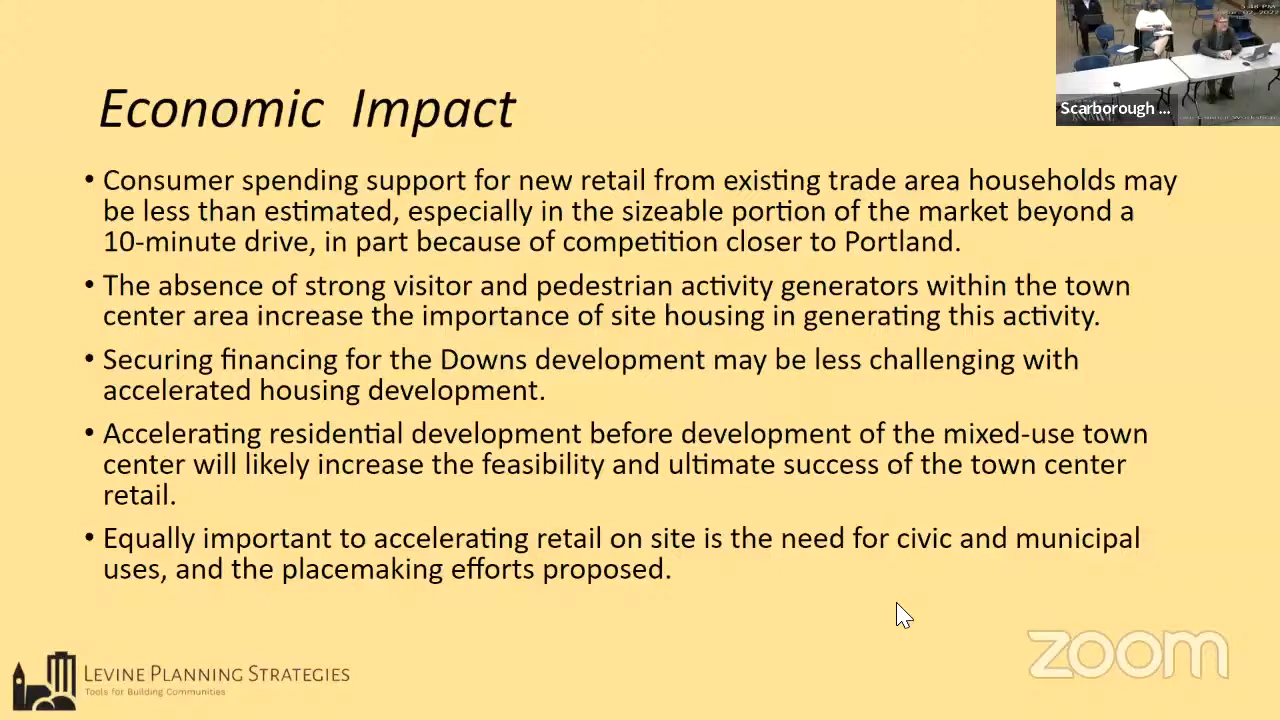 5:48 PM
Scarborough ...
Economic Impact
• Consumer spending support for new retail from existing trade area households may
be less than estimated, especially in the sizeable portion of the market beyond a
10-minute drive, in part because of competition closer to Portland.
• The absence of strong visitor and pedestrian activity generators within the town
center area increase the importance of site housing in generating this activity.
• Securing financing for the Downs development may be less challenging with
accelerated housing development.
• Accelerating residential development before development of the mixed-use town
center will likely increase the feasibility and ultimate success of the town center
retail.
• Equally important to accelerating retail on site is the need for civic and municipal
uses, and the placemaking efforts proposed.
LEVINE PLANNING STRATEGIES
Tools for Building Communities
zoom